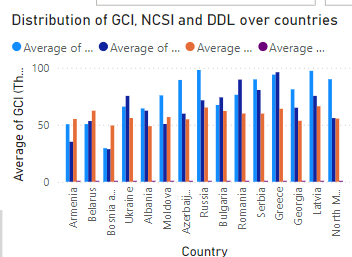 Distribution of GCI, NCSI and DDL over countries
Average of ... Average of ... Average of ... Average ...
Average of GCI (Th...
100
50
0
Armenia
Belarus
Bosnia a...
Ukraine
Albania
Moldova
Azerbaij...
Russia
Bulgaria
Romania
Serbia
Greece
Georgia
Latvia
North M...
Country